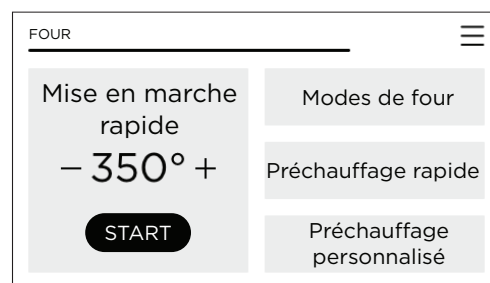 FOUR
Mise en marche
rapide
– 350° +
START
Modes de four
Préchauffage rapide
Préchauffage
personnalisé